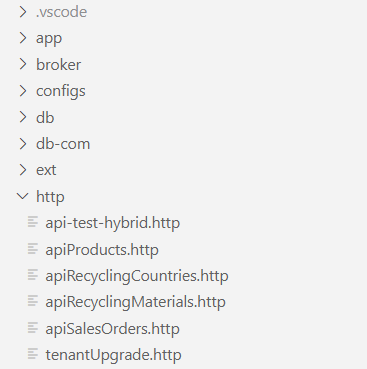 .vscode
app
broker
configs
db
db-com
ext
http
api-test-hybrid.http
apiProducts.http
apiRecyclingCountries.http
apiRecyclingMaterials.http
apiSalesOrders.http
tenantUpgrade.http